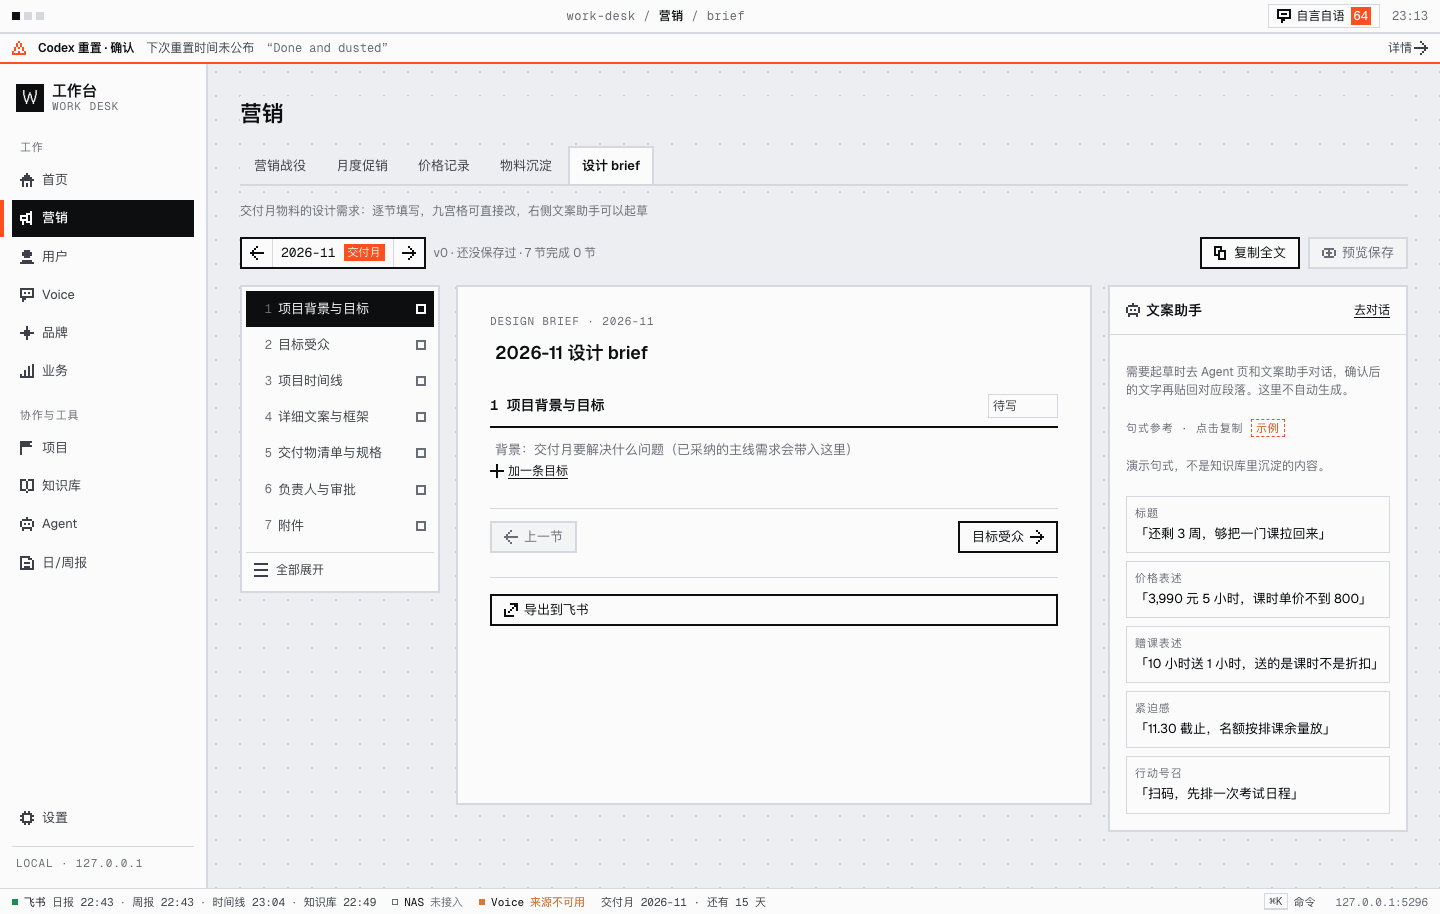 work-desk / 营销 / brief
自言自语 64 23:13
Codex 重置 · 确认 下次重置时间未公布 “Done and dusted” 详情
W 工作台
WORK DESK
工作
首页
营销
用户
Voice
品牌
业务
协作与工具
项目
知识库
Agent
日/周报
设置
LOCAL · 127.0.0.1
营销
营销战役 月度促销 价格记录 物料沉淀 设计 brief
交付月物料的设计需求：逐节填写，九宫格可直接改，右侧文案助手可以起草
2026-11 交付月 v0 · 还没保存过 · 7 节完成 0 节 复制全文 预览保存
1 项目背景与目标
2 目标受众
3 项目时间线
4 详细文案与框架
5 交付物清单与规格
6 负责人与审批
7 附件
全部展开
DESIGN BRIEF · 2026-11
2026-11 设计 brief
1 项目背景与目标 待写
背景：交付月要解决什么问题（已采纳的主线需求会带入这里）
加一条目标
上一节 目标受众
导出到飞书
文案助手 去对话
需要起草时去 Agent 页和文案助手对话，确认后
的文字再贴回对应段落。这里不自动生成。
句式参考 · 点击复制 示例
演示句式，不是知识库里沉淀的内容。
标题
「还剩 3 周，够把一门课拉回来」
价格表述
「3,990 元 5 小时，课时单价不到 800」
赠课表述
「10 小时送 1 小时，送的是课时不是折扣」
紧迫感
「11.30 截止，名额按排课余量放」
行动号召
「扫码，先排一次考试日程」
飞书 日报 22:43 · 周报 22:43 · 时间线 23:04 · 知识库 22:49 NAS 未接入 Voice 来源不可用 交付月 2026-11 · 还有 15 天 ⌘K 命令 127.0.0.1:5296